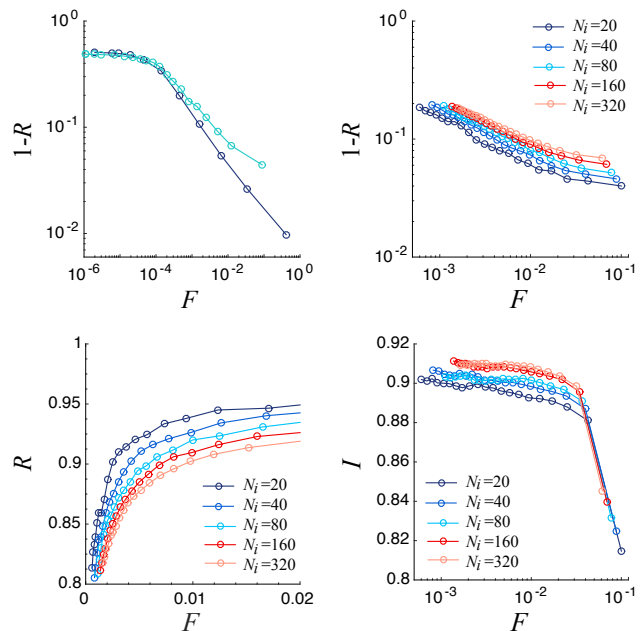 10^0
10^-1
10^-2
1-R
10^-6
10^-4
10^-2
10^0
F
10^0
10^-1
10^-2
1-R
10^-3
10^-2
10^-1
F
N_i=20
N_i=40
N_i=80
N_i=160
N_i=320
1
0.95
0.9
0.85
0.8
R
0
0.01
0.02
F
N_i=20
N_i=40
N_i=80
N_i=160
N_i=320
0.92
0.9
0.88
0.86
0.84
0.82
0.8
I
10^-3
10^-2
10^-1
F
N_i=20
N_i=40
N_i=80
N_i=160
N_i=320